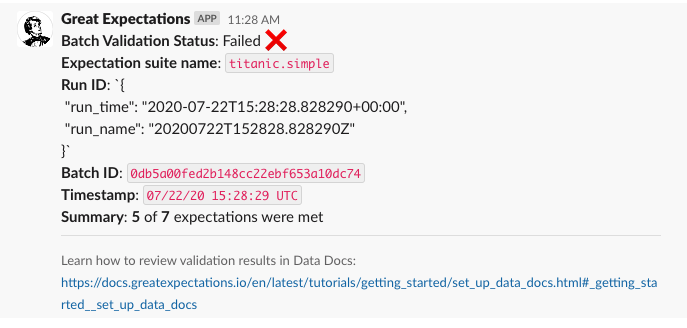 Great Expectations APP 11:28 AM
Batch Validation Status: Failed ❌
Expectation suite name: titanic.simple
Run ID: `{
"run_time": "2020-07-22T15:28:28.828290+00:00",
"run_name": "20200722T152828.828290Z"
}`
Batch ID: 0db5a00fed2b148cc22ebf653a10dc74
Timestamp: 07/22/20 15:28:29 UTC
Summary: 5 of 7 expectations were met
Learn how to review validation results in Data Docs:
https://docs.greatexpectations.io/en/latest/tutorials/getting_started/set_up_data_docs.html#_getting_sta
rted__set_up_data_docs